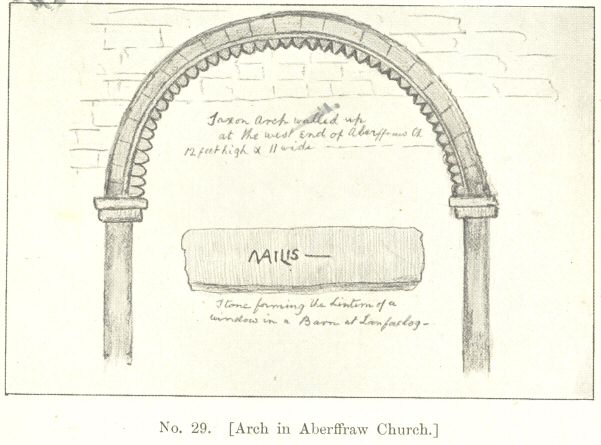 Saxon Arch walled up
at the west end of Aberffraw Ch
12 feet high & 11 wide
NAILIS —
Stone forming the Lintern of a
window in a Barn at Lanfaelog —
No. 29. [Arch in Aberffraw Church.]